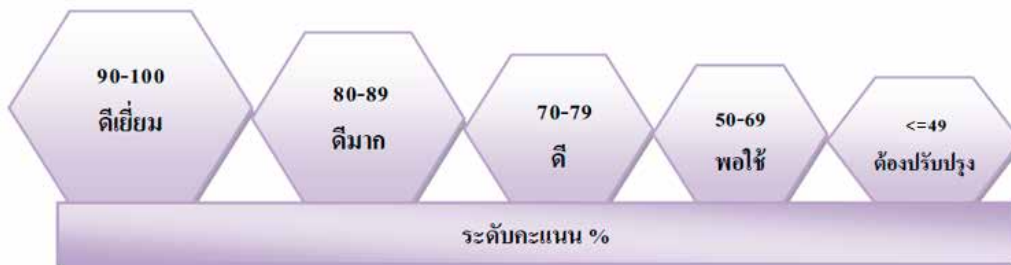 90-100
ดีเยี่ยม
80-89
ดีมาก
70-79
ดี
50-69
พอใช้
<=49
ต้องปรับปรุง
ระดับคะแนน %